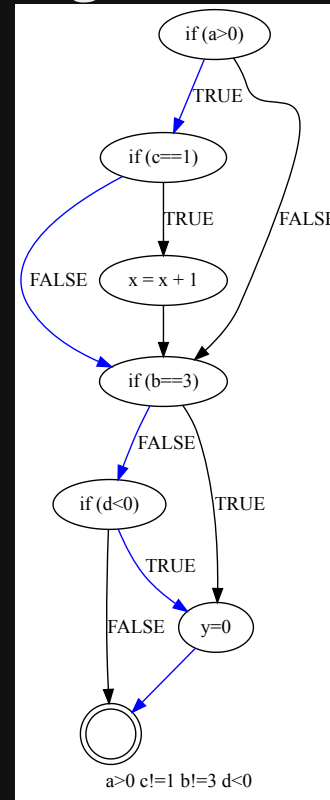 if (a>0)
TRUE
if (c==1)
TRUE
FALSE
FALSE
x = x + 1
if (b==3)
FALSE
if (d<0)
TRUE
TRUE
FALSE
y=0
a>0 c!=1 b!=3 d<0